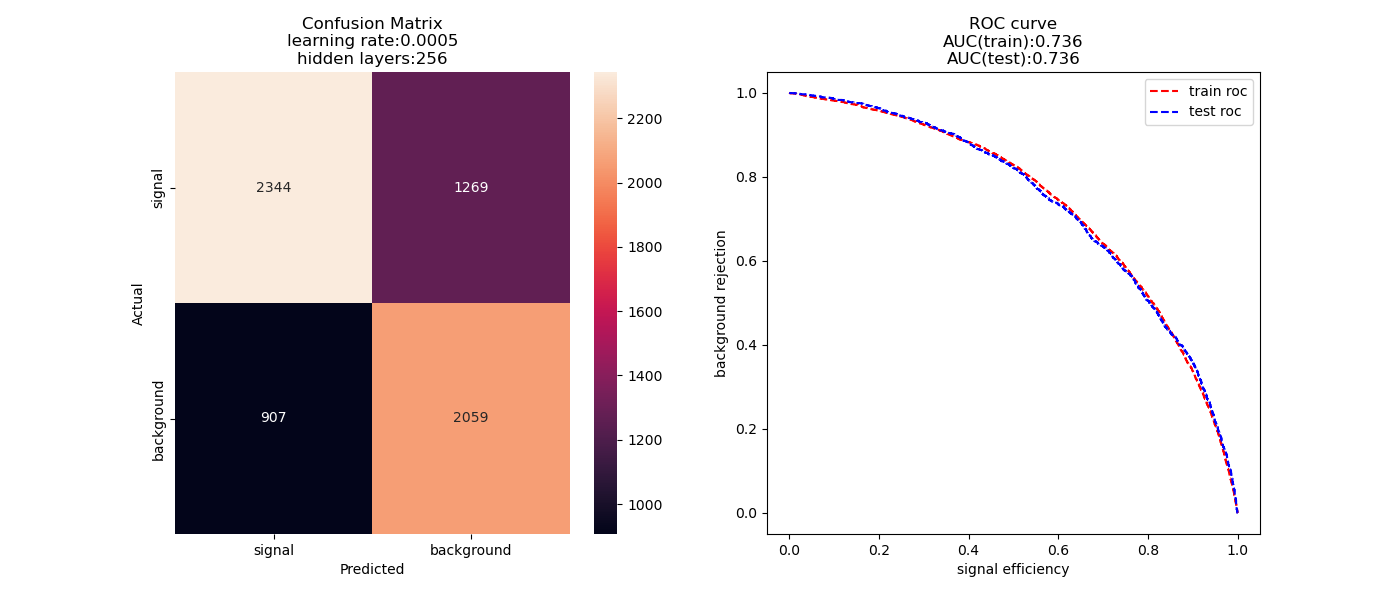 Confusion Matrix
learning rate:0.0005
hidden layers:256
signal
background
Actual
2344
1269
907
2059
signal
background
Predicted
2200
2000
1800
1600
1400
1200
1000
ROC curve
AUC(train):0.736
AUC(test):0.736
train roc
test roc
background rejection
1.0
0.8
0.6
0.4
0.2
0.0
0.0
0.2
0.4
0.6
0.8
1.0
signal efficiency